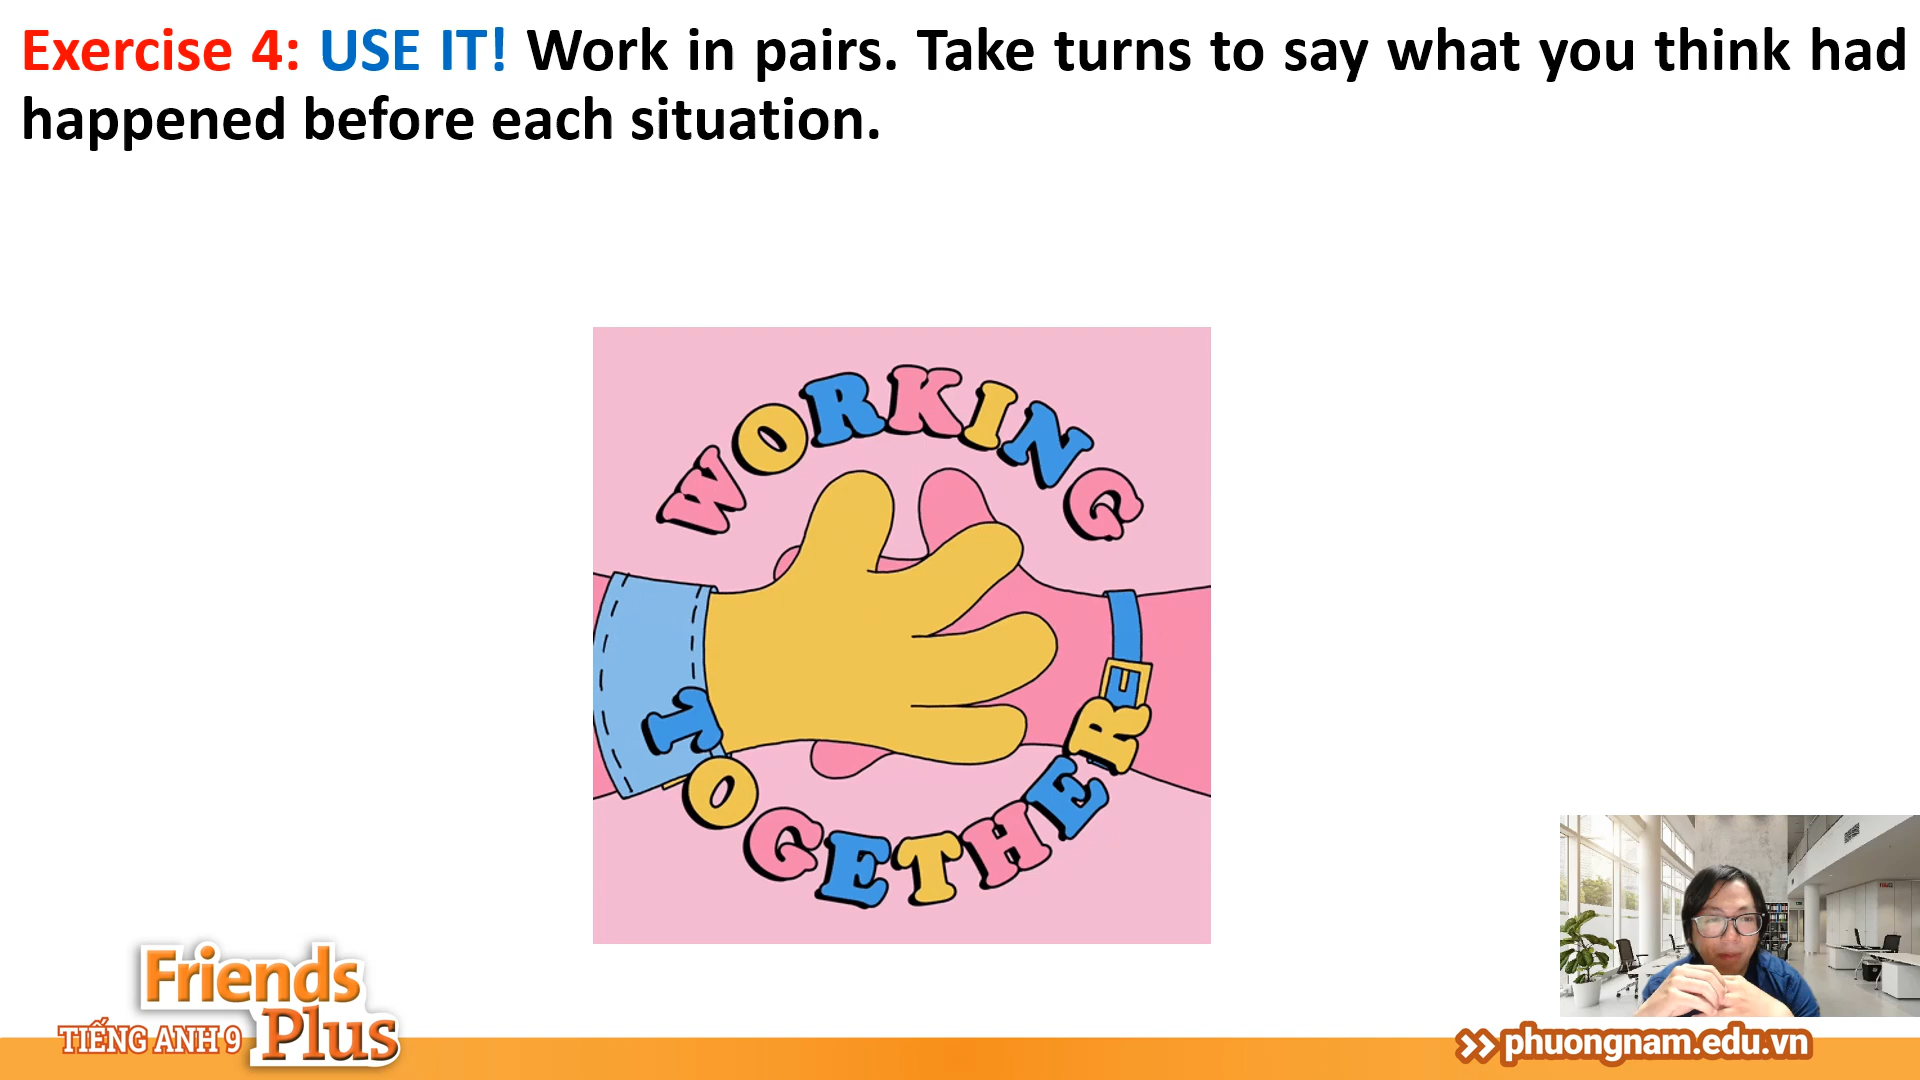 Exercise 4: USE IT! Work in pairs. Take turns to say what you think had
happened before each situation.
WORKING
TOGETHER
Friends
Plus
TIẾNG ANH 9
phuongnam.edu.vn